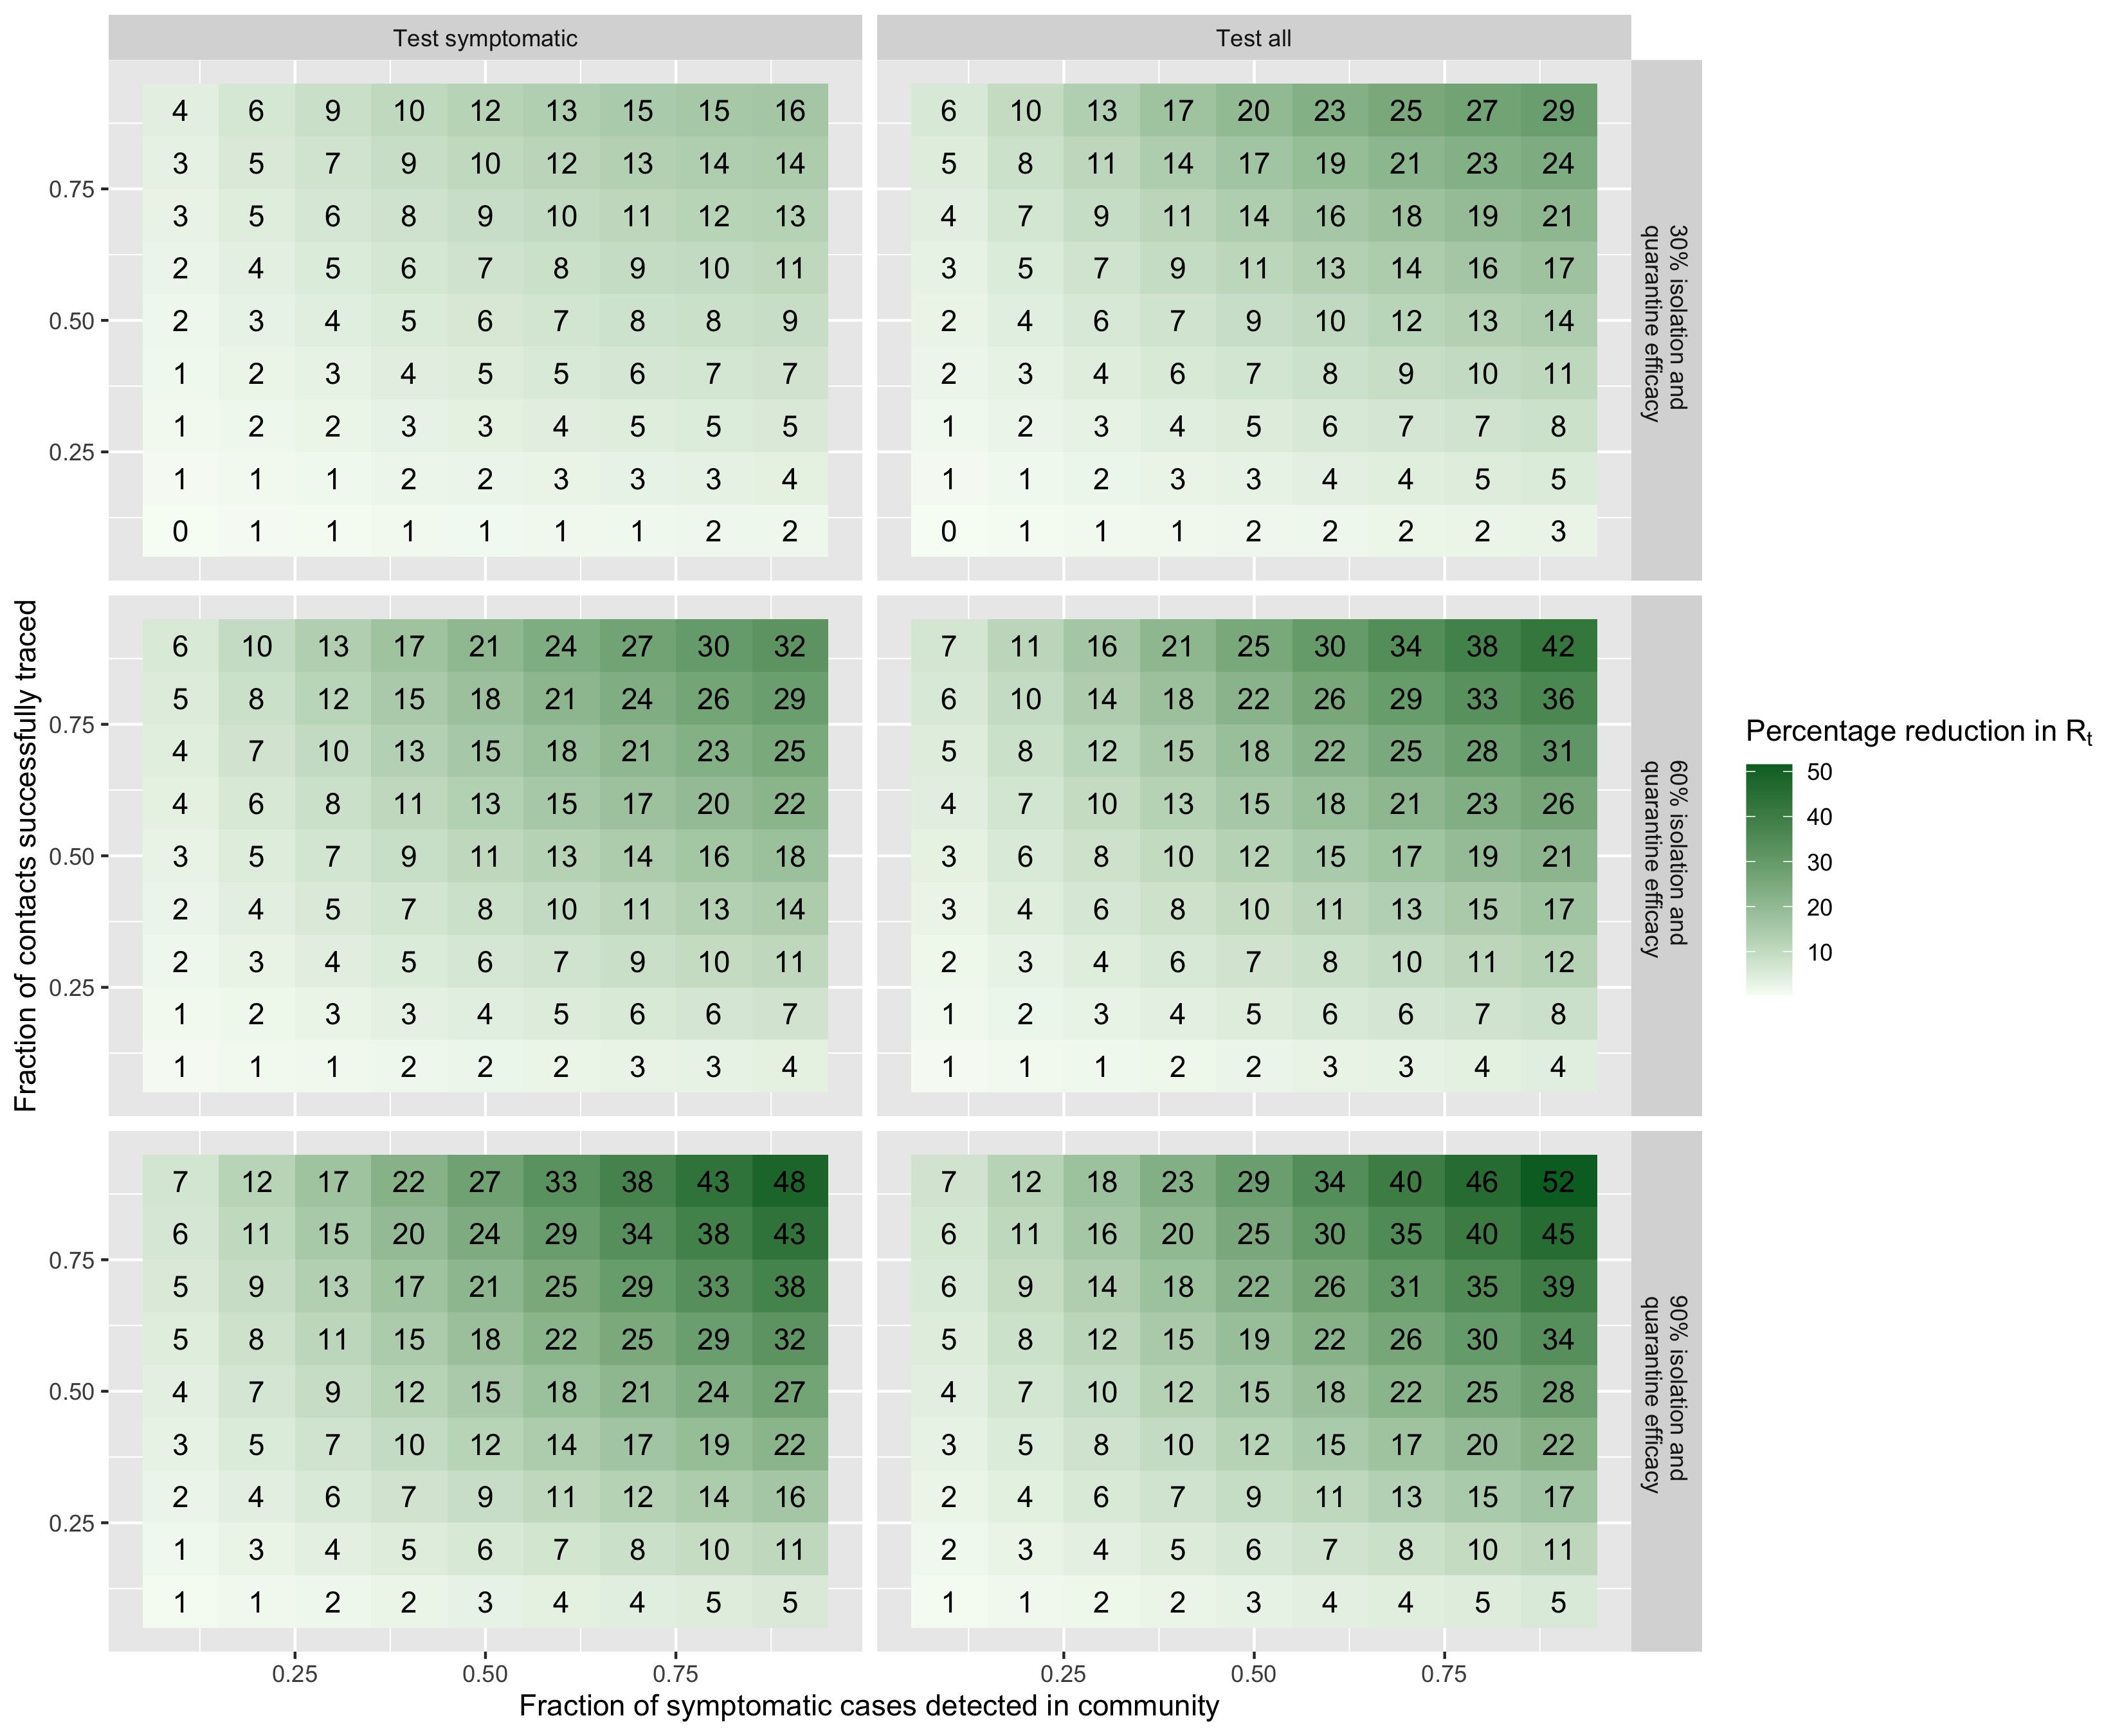 Test symptomatic
Test all
4 6 9 10 12 13 15 15 16
6 10 13 17 20 23 25 27 29
3 5 7 9 10 12 13 14 14
5 8 11 14 17 19 21 23 24
0.75
3 5 6 8 9 10 11 12 13
4 7 9 11 14 16 18 19 21
2 4 5 6 7 8 9 10 11
3 5 7 9 11 13 14 16 17
0.50
2 3 4 5 6 7 8 8 9
2 4 6 7 9 10 12 13 14
1 2 3 4 5 5 6 7 7
2 3 4 6 7 8 9 10 11
1 2 2 3 3 4 5 5 5
1 2 3 4 5 6 7 7 8
0.25
1 1 1 2 2 3 3 3 4
1 1 2 3 3 4 4 5 5
0 1 1 1 1 1 1 2 2
0 1 1 1 2 2 2 2 3
30% isolation and
quarantine efficacy
Fraction of contacts successfully traced
6 10 13 17 21 24 27 30 32
7 11 16 21 25 30 34 38 42
5 8 12 15 18 21 24 26 29
6 10 14 18 22 26 29 33 36
0.75
4 7 10 13 15 18 21 23 25
5 8 12 15 18 22 25 28 31
4 6 8 11 13 15 17 20 22
4 7 10 13 15 18 21 23 26
0.50
3 5 7 9 11 13 14 16 18
3 6 8 10 12 15 17 19 21
2 4 5 7 8 10 11 13 14
3 4 6 8 10 11 13 15 17
2 3 4 5 6 7 9 10 11
2 3 4 6 7 8 10 11 12
0.25
1 2 3 3 4 5 6 6 7
1 2 3 4 5 6 6 7 8
1 1 1 2 2 2 3 3 4
1 1 1 2 2 3 3 4 4
60% isolation and
quarantine efficacy
Percentage reduction in Rt
50
40
30
20
10
7 12 17 22 27 33 38 43 48
7 12 18 23 29 34 40 46 52
6 11 15 20 24 29 34 38 43
6 11 16 20 25 30 35 40 45
0.75
5 9 13 17 21 25 29 33 38
6 9 14 18 22 26 31 35 39
5 8 11 15 18 22 25 29 32
5 8 12 15 19 22 26 30 34
0.50
4 7 9 12 15 18 21 24 27
4 7 10 12 15 18 22 25 28
3 5 7 10 12 14 17 19 22
3 5 8 10 12 15 17 20 22
2 4 6 7 9 11 12 14 16
2 4 6 7 9 11 13 15 17
0.25
1 3 4 5 6 7 8 10 11
2 3 4 5 6 7 8 10 11
1 1 2 2 3 4 4 5 5
1 1 2 2 3 4 4 5 5
90% isolation and
quarantine efficacy
0.25 0.50 0.75
0.25 0.50 0.75
Fraction of symptomatic cases detected in community